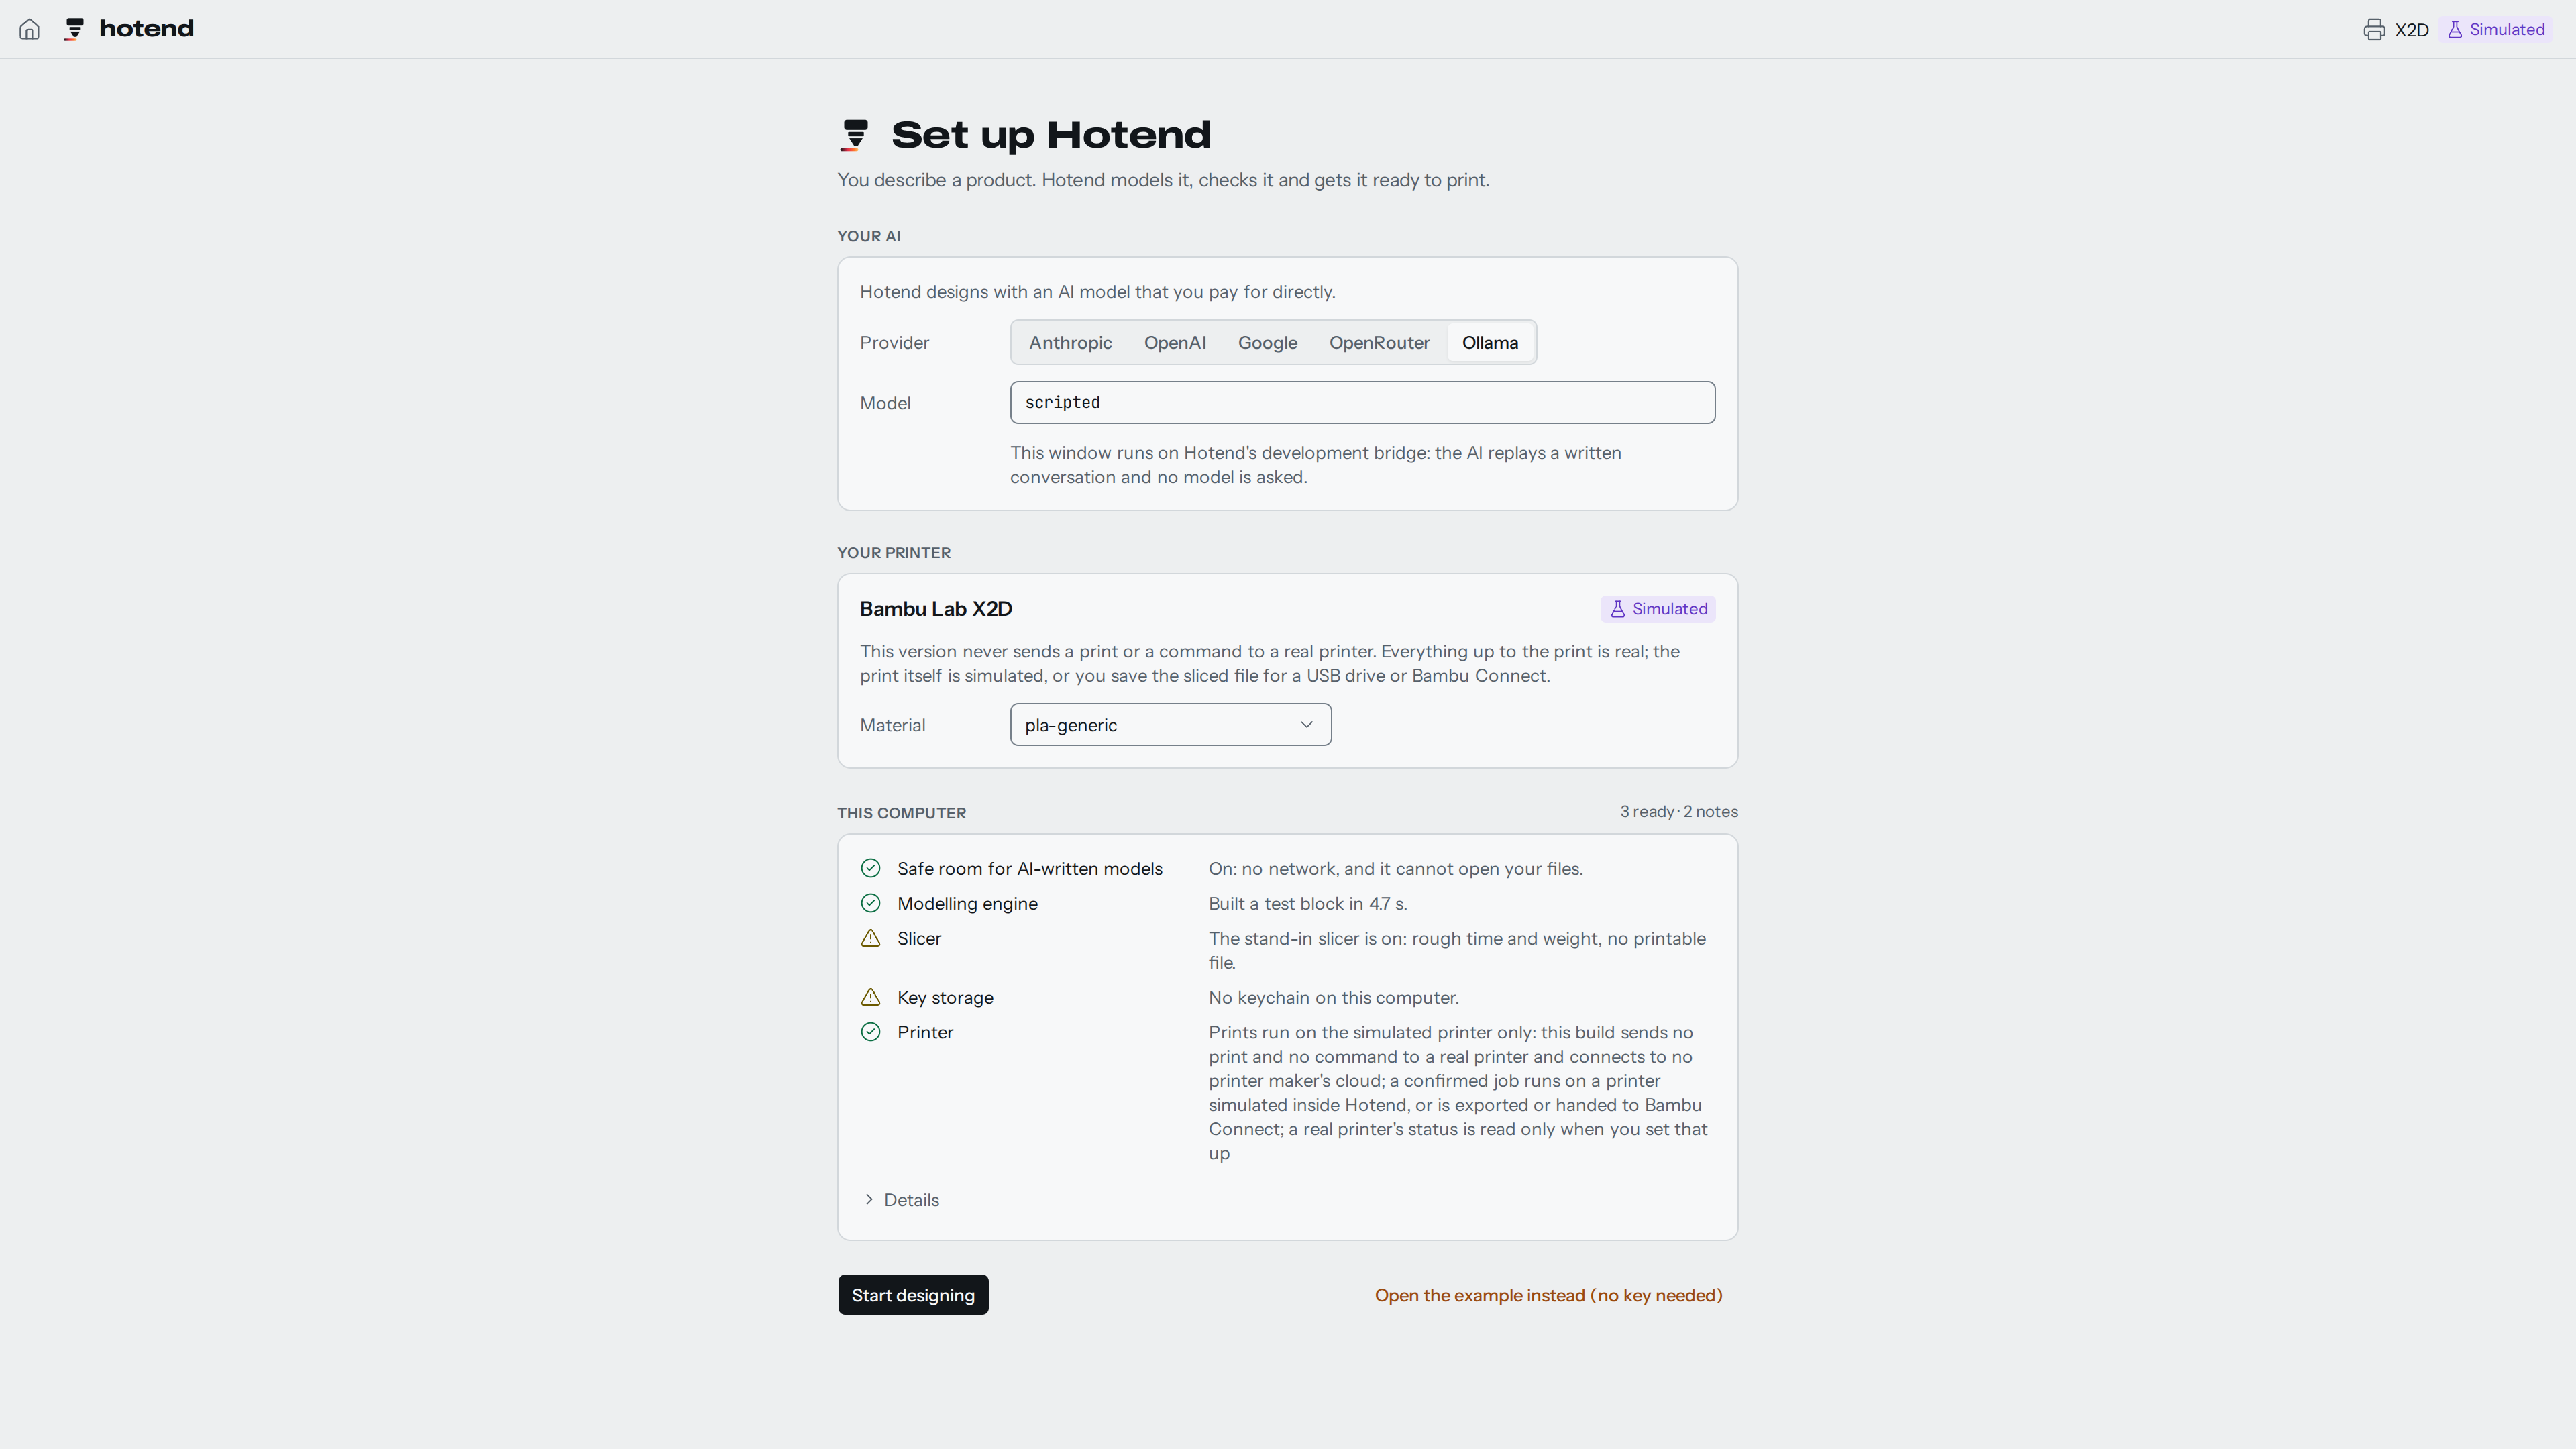 hotend
X2D
Simulated
Set up Hotend
You describe a product. Hotend models it, checks it and gets it ready to print.
YOUR AI
Hotend designs with an AI model that you pay for directly.
Provider
Anthropic
OpenAI
Google
OpenRouter
Ollama
Model
scripted
This window runs on Hotend's development bridge: the AI replays a written
conversation and no model is asked.
YOUR PRINTER
Bambu Lab X2D
Simulated
This version never sends a print or a command to a real printer. Everything up to the print is real; the
print itself is simulated, or you save the sliced file for a USB drive or Bambu Connect.
Material
pla-generic
THIS COMPUTER
3 ready · 2 notes
Safe room for AI-written models
On: no network, and it cannot open your files.
Modelling engine
Built a test block in 4.7 s.
Slicer
The stand-in slicer is on: rough time and weight, no printable
file.
Key storage
No keychain on this computer.
Printer
Prints run on the simulated printer only: this build sends no
print and no command to a real printer and connects to no
printer maker's cloud; a confirmed job runs on a printer
simulated inside Hotend, or is exported or handed to Bambu
Connect; a real printer's status is read only when you set that
up
Details
Start designing
Open the example instead (no key needed)